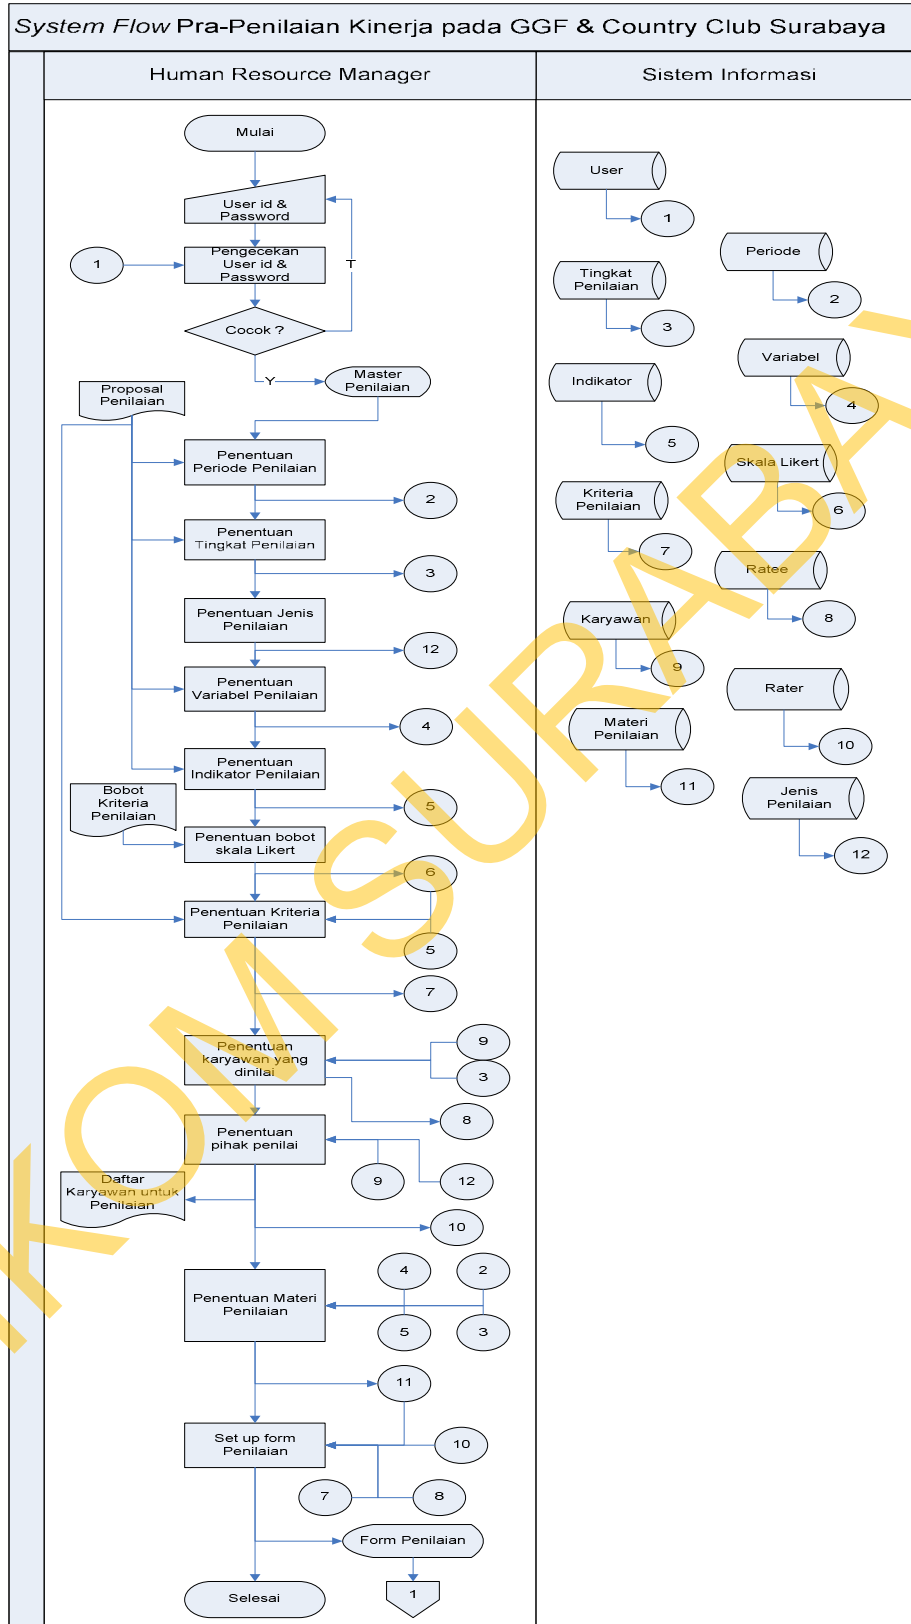 System Flow Pra-Penilaian Kinerja pada GGF & Country Club Surabaya
Human Resource Manager
Sistem Informasi
Mulai
User id &
Password
1
Pengecekan
User id &
Password
T
Cocok ?
Y
Master
Penilaian
Proposal
Penilaian
Penentuan
Periode Penilaian
2
Penentuan
Tingkat Penilaian
3
Penentuan Jenis
Penilaian
12
Penentuan
Variabel Penilaian
4
Penentuan
Indikator Penilaian
5
Bobot
Kriteria
Penilaian
Penentuan bobot
skala Likert
6
Penentuan Kriteria
Penilaian
5
7
Penentuan
karyawan yang
dinilai
9
3
8
Penentuan
pihak penilai
9
12
Daftar
Karyawan untuk
Penilaian
10
4
2
Penentuan Materi
Penilaian
5
3
11
Set up form
Penilaian
10
7
8
Form Penilaian
1
Selesai
User
1
Periode
2
Tingkat
Penilaian
3
Variabel
4
Indikator
5
Skala Likert
6
Kriteria
Penilaian
7
Ratee
8
Karyawan
9
Rater
10
Materi
Penilaian
11
Jenis
Penilaian
12
IKOM SURABAYA